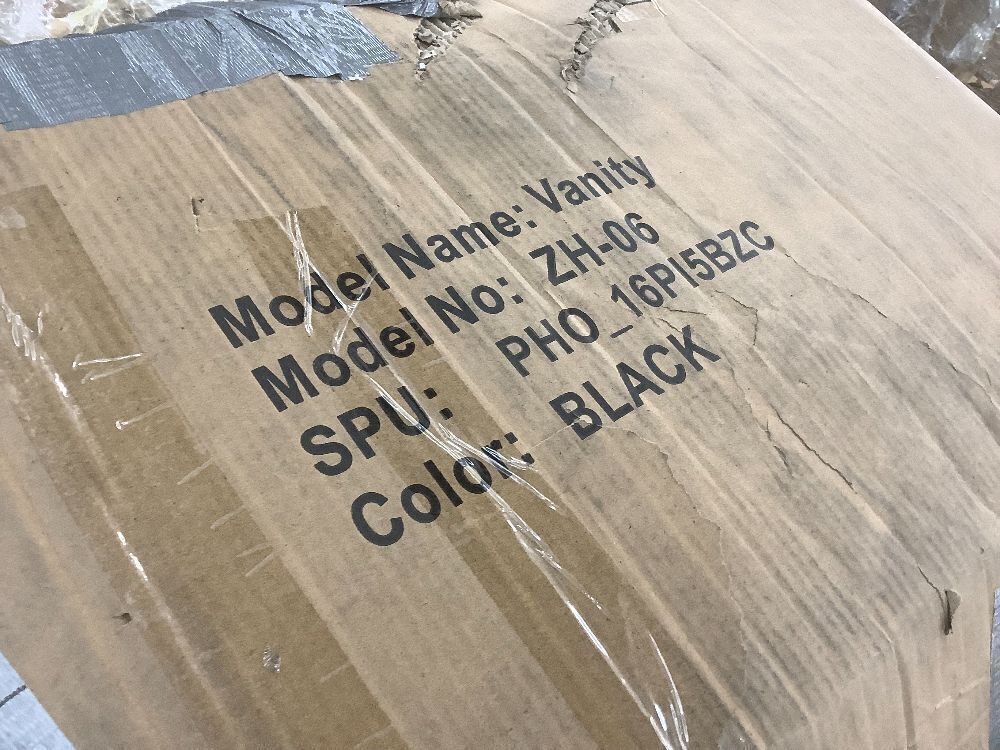 Model Name: Vanity
Model No: ZH-06
SPU: PHO_16PI5BZC
Color: BLACK